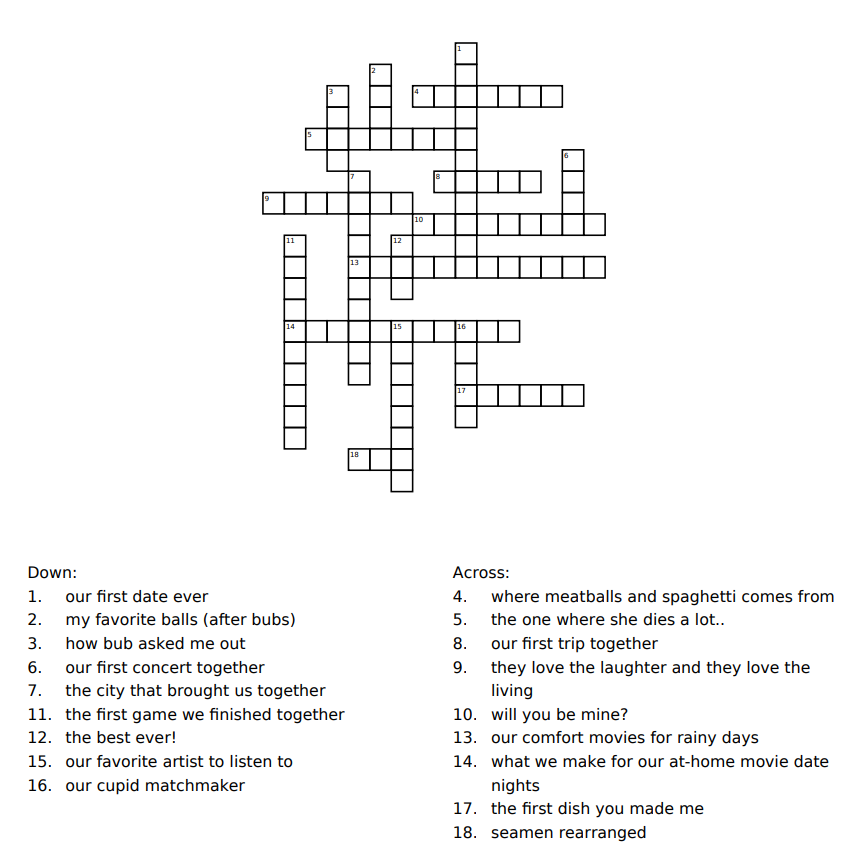 1
2
3
4
5
6
7
8
9
10
11
12
13
14
15
16
17
18
Down:
1. our first date ever
2. my favorite balls (after bubs)
3. how bub asked me out
6. our first concert together
7. the city that brought us together
11. the first game we finished together
12. the best ever!
15. our favorite artist to listen to
16. our cupid matchmaker
Across:
4. where meatballs and spaghetti comes from
5. the one where she dies a lot..
8. our first trip together
9. they love the laughter and they love the
living
10. will you be mine?
13. our comfort movies for rainy days
14. what we make for our at-home movie date
nights
17. the first dish you made me
18. seamen rearranged